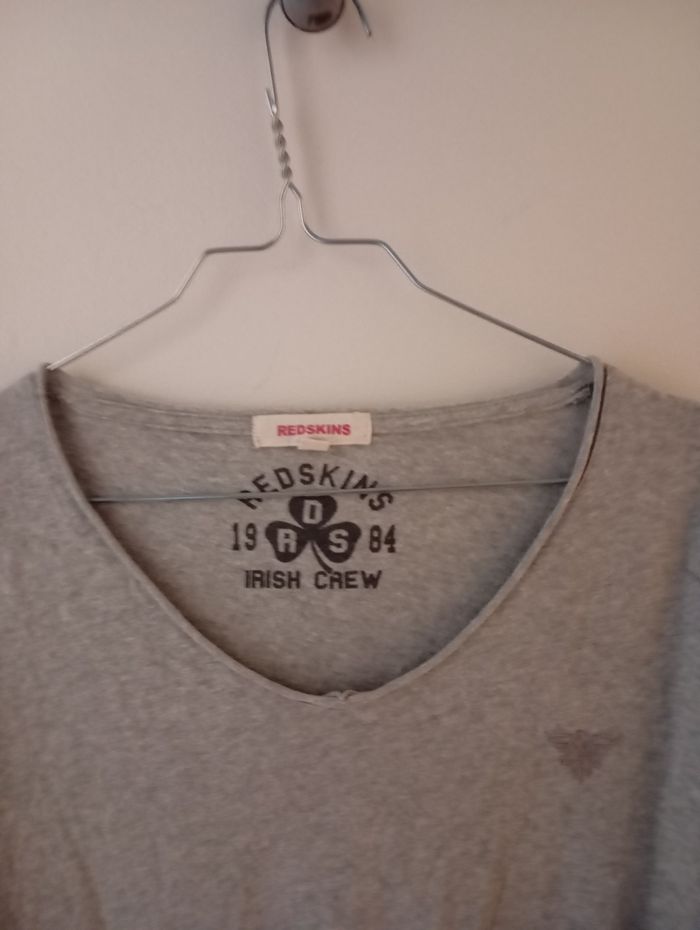 REDSKINS
REDSKINS
D
19 R S 84
IRISH CREW